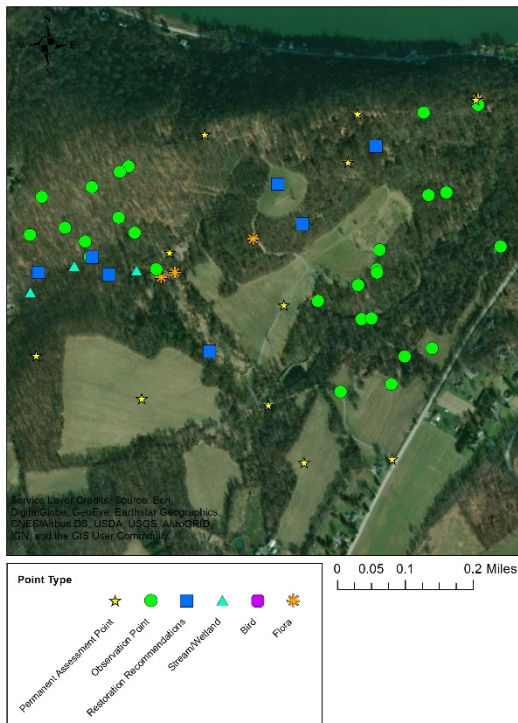 N
W E
S
Service Layer Credits: Source: Esri,
DigitalGlobe, GeoEye, Earthstar Geographics,
CNES/Airbus DS, USDA, USGS, AeroGRID,
IGN, and the GIS User Community
Point Type
Permanent Assessment Point
Observation Point
Restoration Recommendations
Stream/Wetland
Bird
Flora
0 0.05 0.1 0.2 Miles